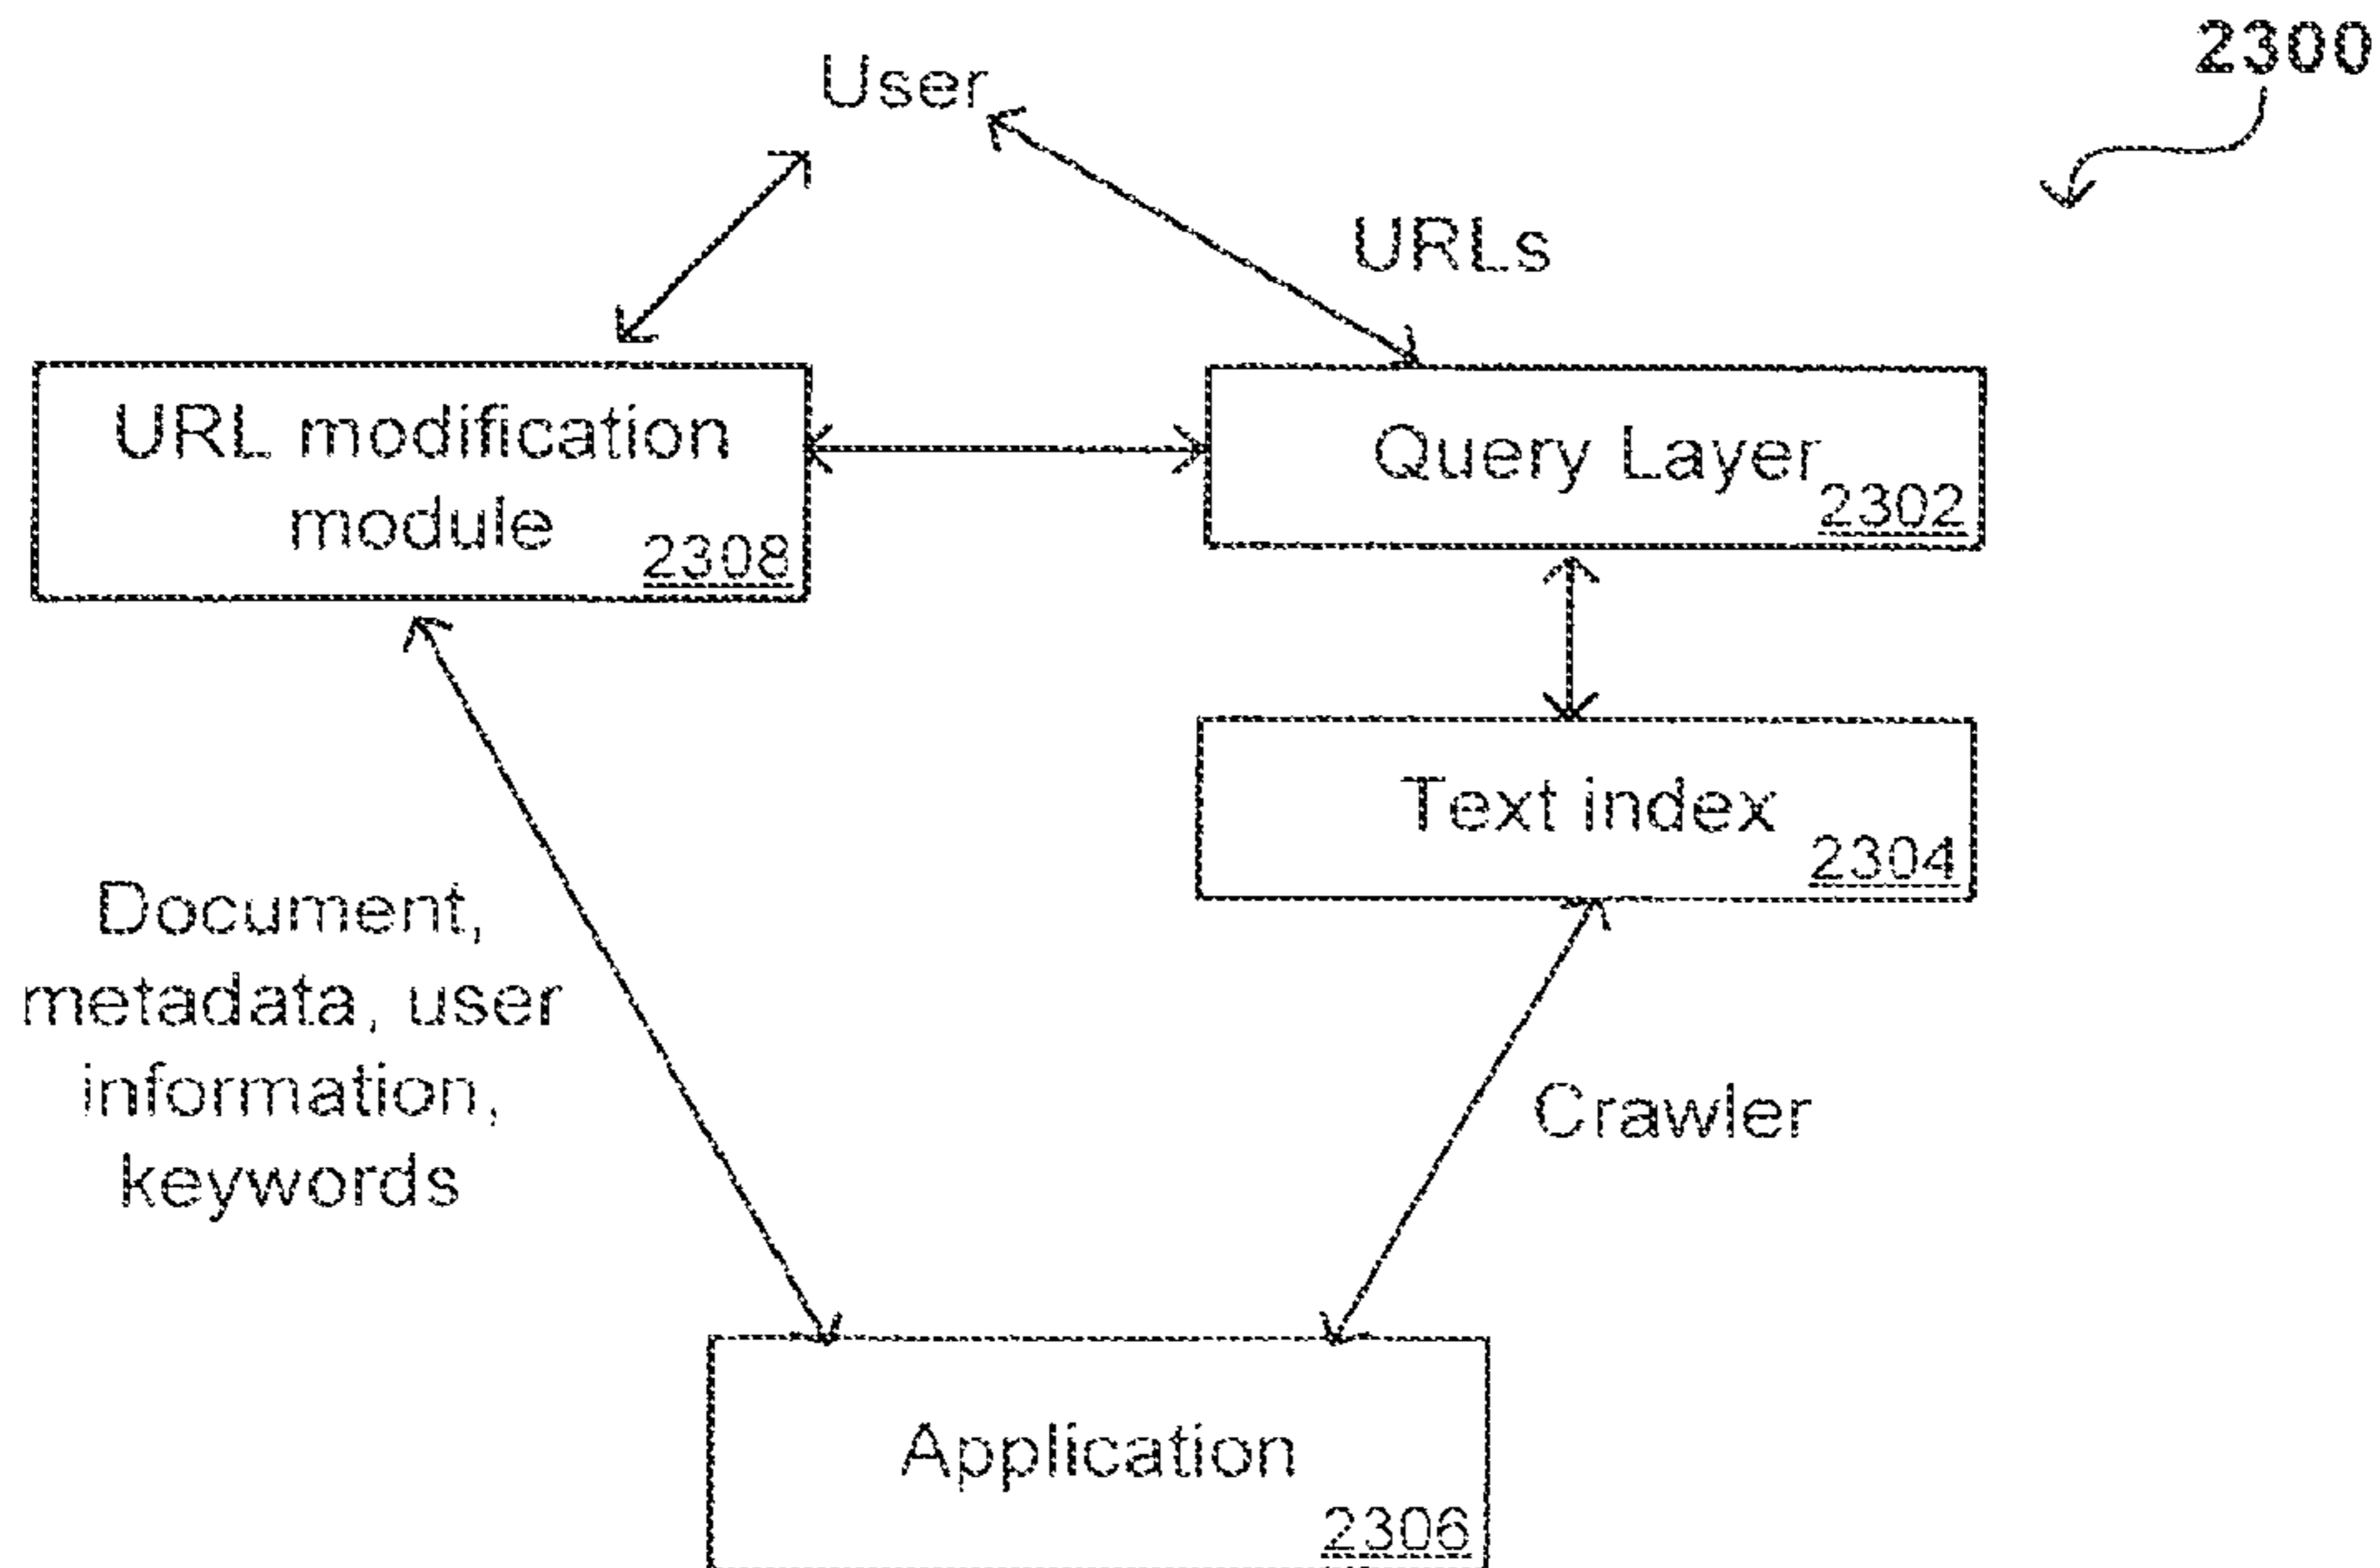 2300
User
URLs
URL modification
module
2308
Query Layer
2302
Text index
2304
Document,
metadata, user
information,
keywords
Crawler
Application
2306